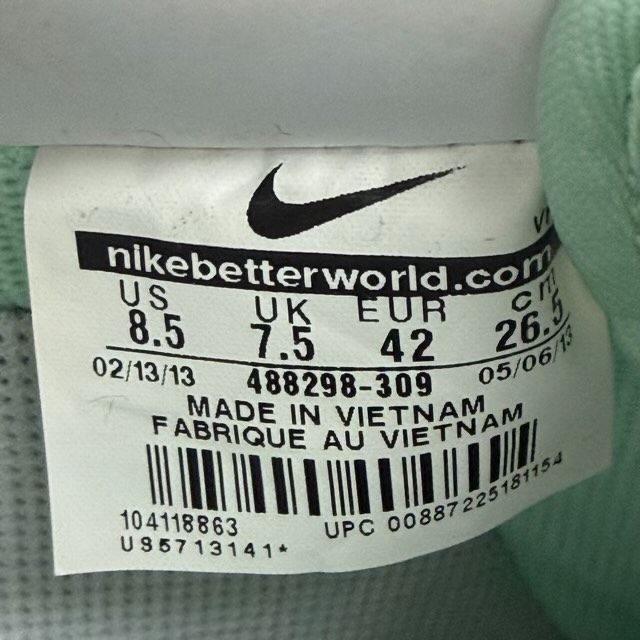 nikebetterworld.com
US UK EUR cm
8.5 7.5 42 26.5
02/13/13 488298-309 05/06/13
MADE IN VIETNAM
FABRIQUE AU VIETNAM
104118863 UPC 00887225181154
U95713141*